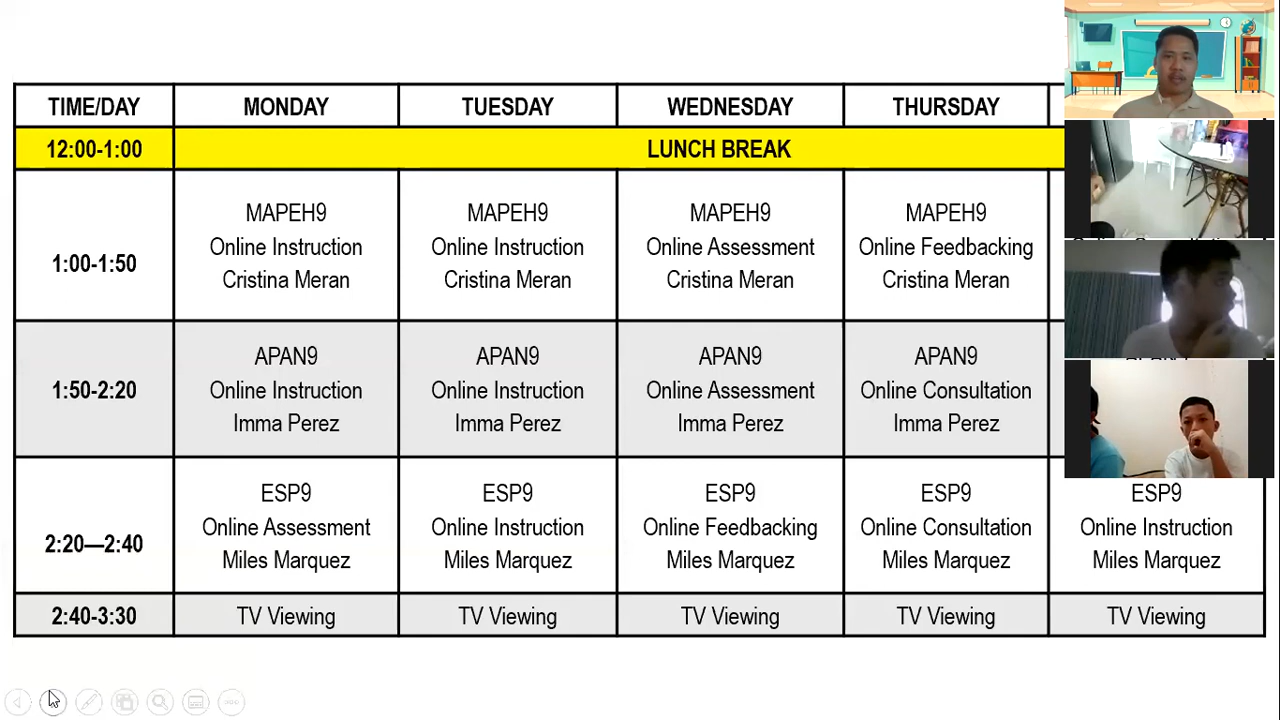 TIME/DAY MONDAY TUESDAY WEDNESDAY THURSDAY
12:00-1:00 LUNCH BREAK
1:00-1:50
MAPEH9
Online Instruction
Cristina Meran
MAPEH9
Online Instruction
Cristina Meran
MAPEH9
Online Assessment
Cristina Meran
MAPEH9
Online Feedbacking
Cristina Meran
1:50-2:20
APAN9
Online Instruction
Imma Perez
APAN9
Online Instruction
Imma Perez
APAN9
Online Assessment
Imma Perez
APAN9
Online Consultation
Imma Perez
2:20—2:40
ESP9
Online Assessment
Miles Marquez
ESP9
Online Instruction
Miles Marquez
ESP9
Online Feedbacking
Miles Marquez
ESP9
Online Consultation
Miles Marquez
ESP9
Online Instruction
Miles Marquez
2:40-3:30 TV Viewing TV Viewing TV Viewing TV Viewing TV Viewing